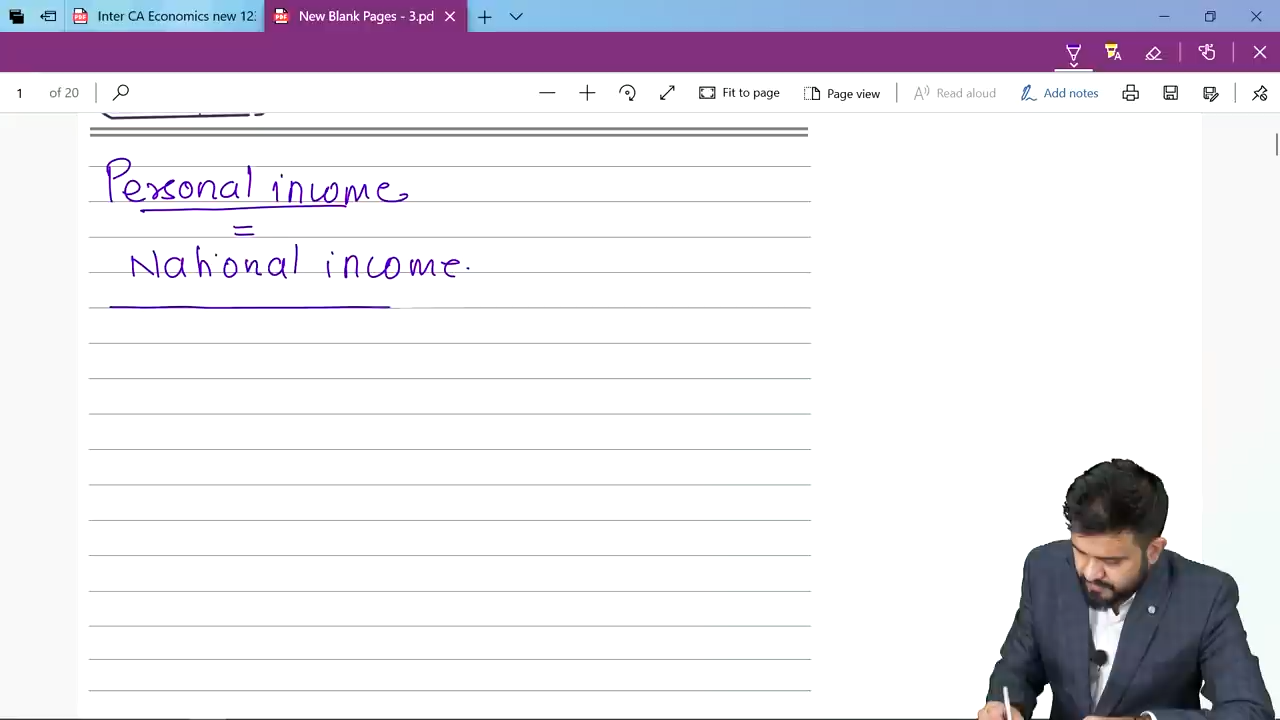 Inter CA Economics new 123
New Blank Pages - 3.pd
1 of 20
Fit to page
Page view
Read aloud
Add notes
Personal income
=
National income.